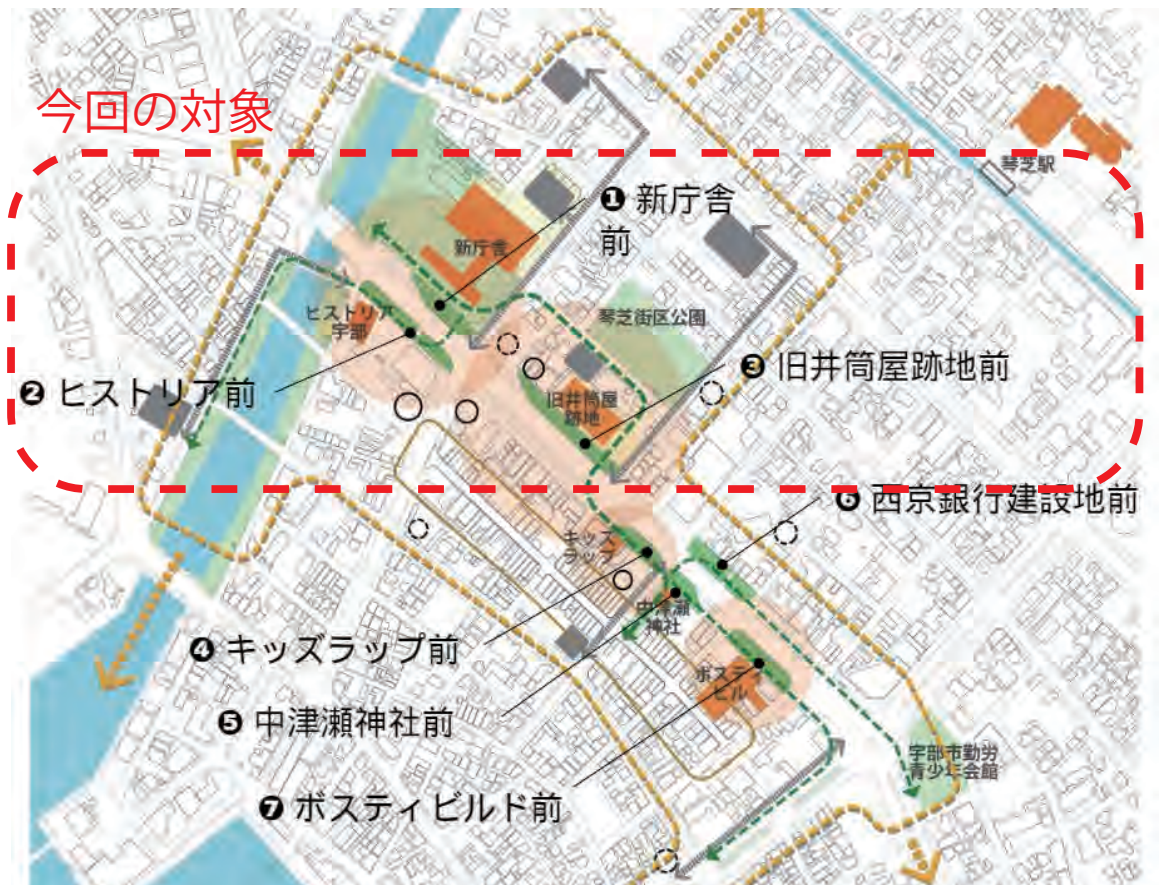 今回の対象
琴芝駅
❶ 新庁舎
前
新庁舎
ヒストリア
宇部
琴芝街区公園
❸ 旧井筒屋跡地前
❷ ヒストリア前
旧井筒屋
跡地
❻ 西京銀行建設地前
キッズ
ラップ
中津瀬
神社
❹ キッズラップ前
ボスティ
ビル
❺ 中津瀬神社前
宇部市勤労
青少年会館
❼ ボスティビルド前